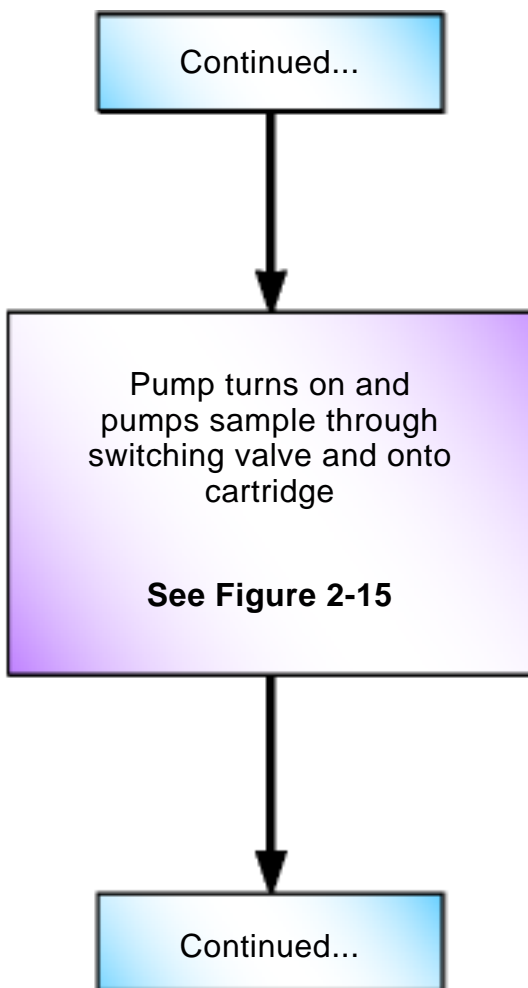 Continued...
Pump turns on and
pumps sample through
switching valve and onto
cartridge
See Figure 2-15
Continued...